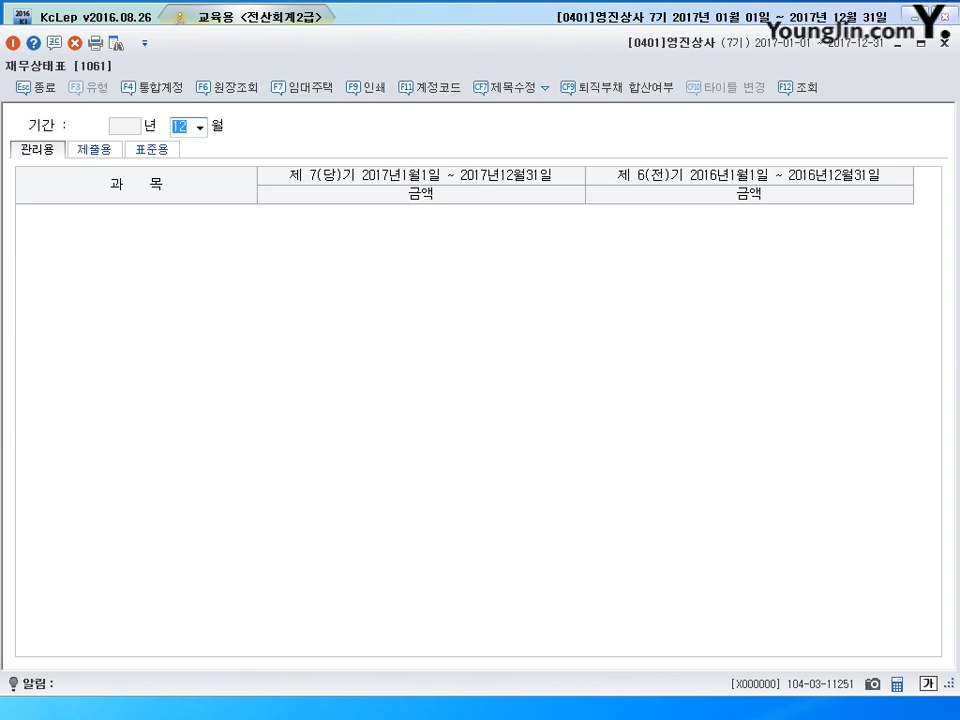 2016 KcLep v2016.08.26 교육용 <전산회계2급> [0401]영진상사 7기 2017년 01월 01일 ~ 2017년 12월 31일
YoungJin.com Y.
[0401]영진상사 (7기) 2017-01-01 ~ 2017-12-31
재무상태표 [1061]
Esc 종료 F3 유형 F4 통합계정 F6 원장조회 F7 임대주택 F9 인쇄 F11 계정코드 CF7 제목수정 CF9 퇴직부채 합산여부 CF10 타이틀 변경 F12 조회
기간 : 년 12 월
관리용 제출용 표준용
과 목 제 7(당)기 2017년1월1일 ~ 2017년12월31일 제 6(전)기 2016년1월1일 ~ 2016년12월31일
금액 금액
알림 : [X000000] 104-03-11251 가